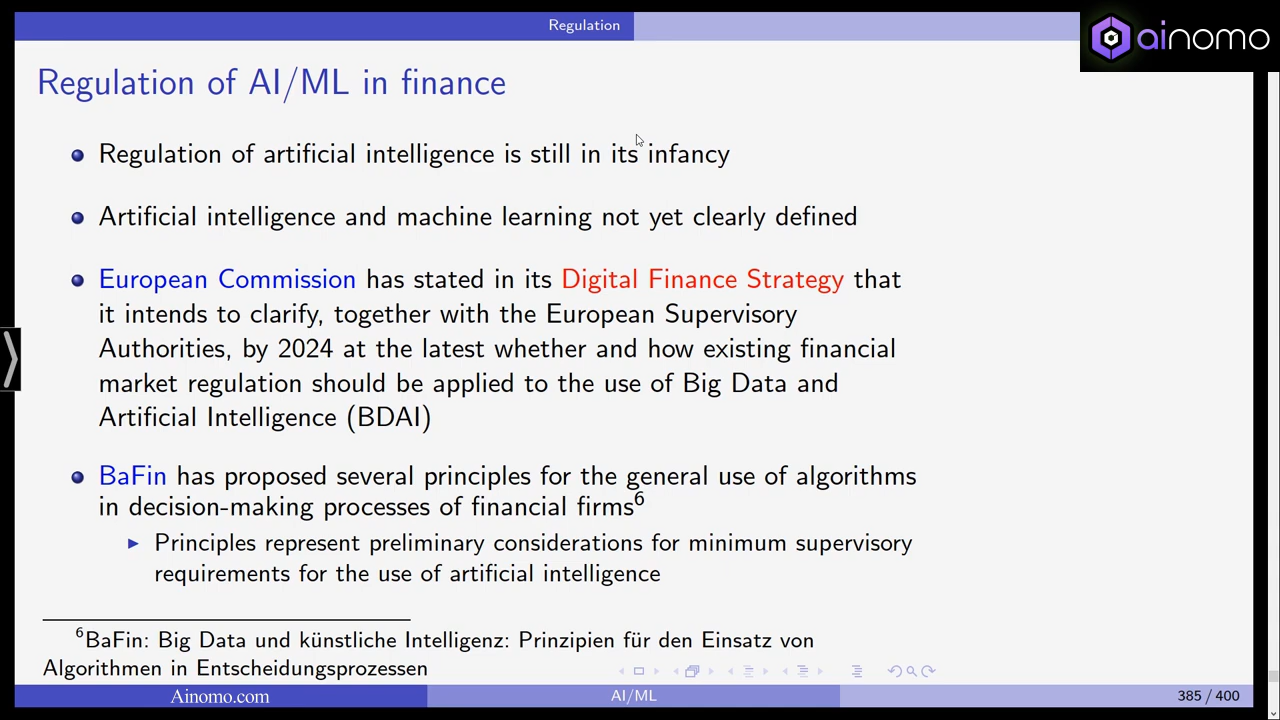 Regulation
ainomo
Regulation of AI/ML in finance
Regulation of artificial intelligence is still in its infancy
Artificial intelligence and machine learning not yet clearly defined
European Commission has stated in its Digital Finance Strategy that
it intends to clarify, together with the European Supervisory
Authorities, by 2024 at the latest whether and how existing financial
market regulation should be applied to the use of Big Data and
Artificial Intelligence (BDAI)
BaFin has proposed several principles for the general use of algorithms
in decision-making processes of financial firms6
Principles represent preliminary considerations for minimum supervisory
requirements for the use of artificial intelligence
6BaFin: Big Data und künstliche Intelligenz: Prinzipien für den Einsatz von
Algorithmen in Entscheidungsprozessen
Ainomo.com
AI/ML
385 / 400